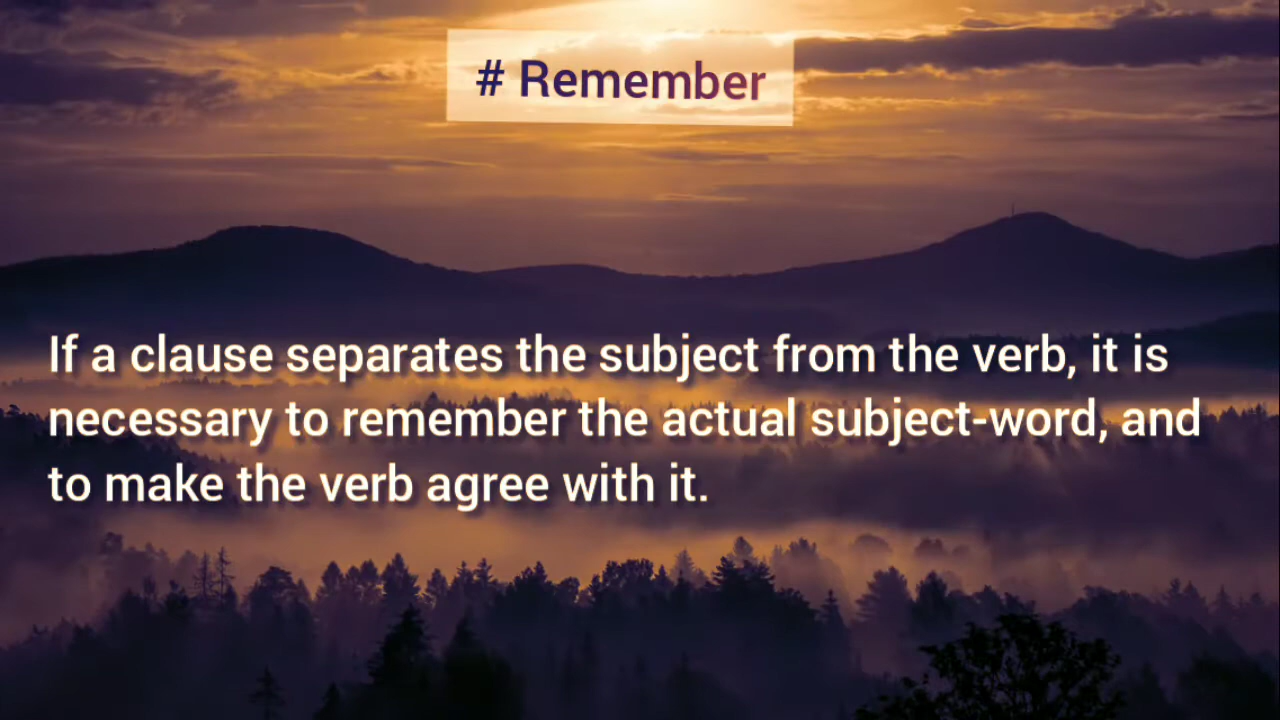 # Remember
If a clause separates the subject from the verb, it is
necessary to remember the actual subject-word, and
to make the verb agree with it.